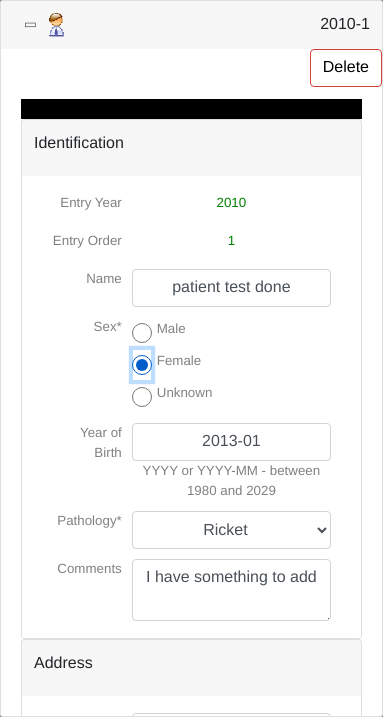 2010-1
Delete
Identification
Entry Year
2010
Entry Order
1
Name
patient test done
Sex*
Male
Female
Unknown
Year of
Birth
2013-01
YYYY or YYYY-MM - between
1980 and 2029
Pathology*
Ricket
Comments
I have something to add
Address